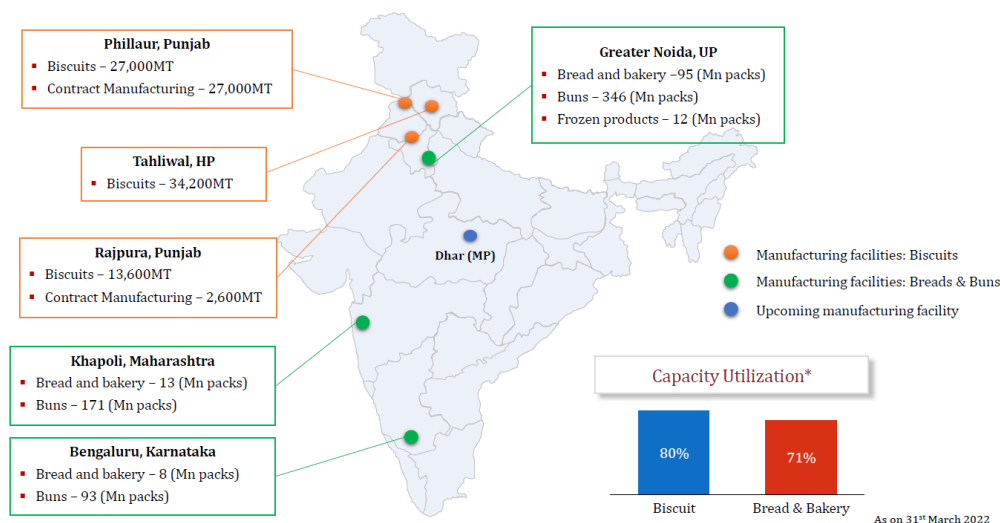 Phillaur, Punjab
Biscuits – 27,000MT
Contract Manufacturing – 27,000MT
Greater Noida, UP
Bread and bakery –95 (Mn packs)
Buns – 346 (Mn packs)
Frozen products – 12 (Mn packs)
Tahliwal, HP
Biscuits – 34,200MT
Rajpura, Punjab
Biscuits – 13,600MT
Contract Manufacturing – 2,600MT
Dhar (MP)
Manufacturing facilities: Biscuits
Manufacturing facilities: Breads & Buns
Upcoming manufacturing facility
Khapoli, Maharashtra
Bread and bakery – 13 (Mn packs)
Buns – 171 (Mn packs)
Bengaluru, Karnataka
Bread and bakery – 8 (Mn packs)
Buns – 93 (Mn packs)
Capacity Utilization*
80%
71%
Biscuit
Bread & Bakery
As on 31st March 2022